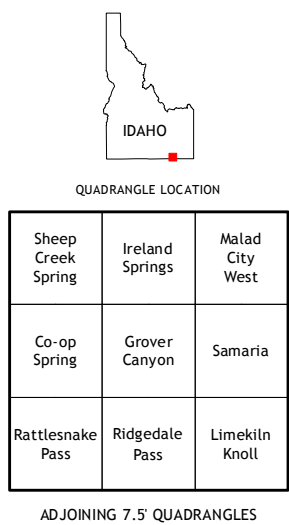 IDAHO
QUADRANGLE LOCATION
Sheep
Creek
Spring
Ireland
Springs
Malad
City
West
Co-op
Spring
Grover
Canyon
Samaria
Rattlesnake
Pass
Ridgedale
Pass
Limekiln
Knoll
ADJOINING 7.5' QUADRANGLES